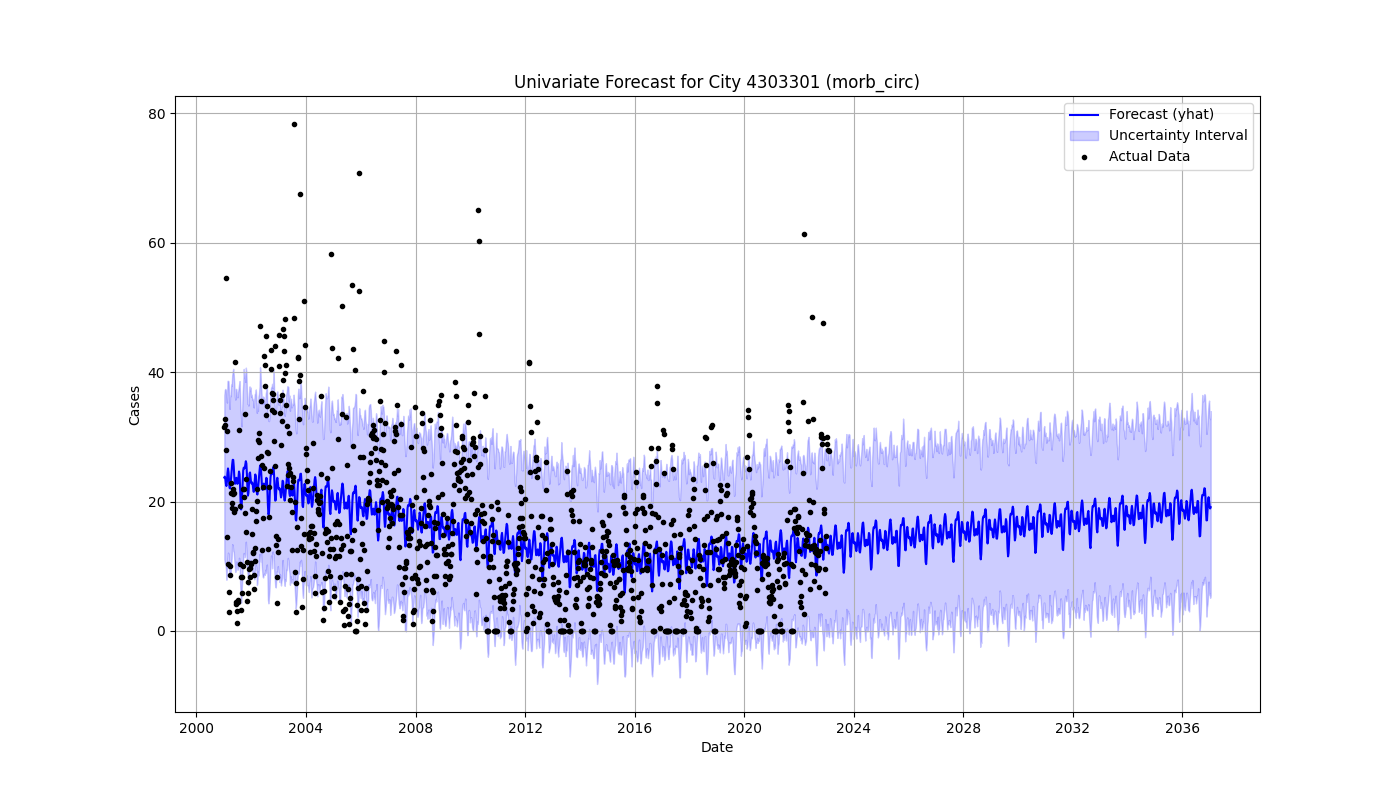 Univariate Forecast for City 4303301 (morb_circ)
Forecast (yhat)
Uncertainty Interval
Actual Data
80
60
40
20
0
Cases
2000 2004 2008 2012 2016 2020 2024 2028 2032 2036
Date